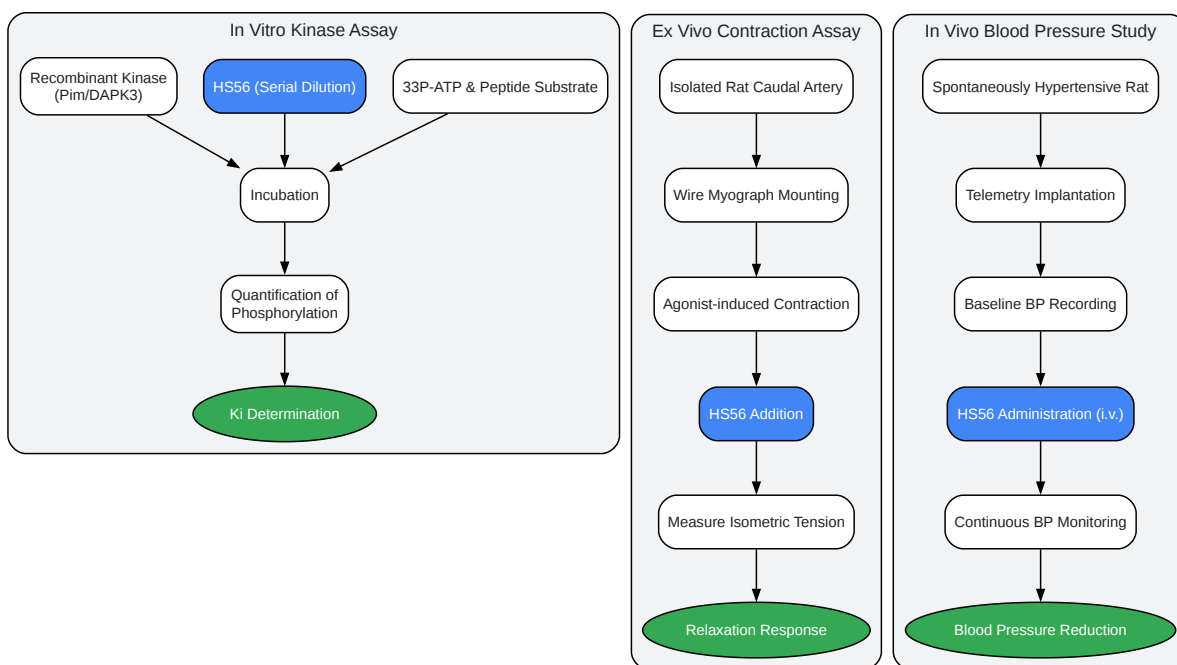 In Vitro Kinase Assay
Recombinant Kinase
(Pim/DAPK3)
HS56 (Serial Dilution)
33P-ATP & Peptide Substrate
Incubation
Quantification of
Phosphorylation
Ki Determination
Ex Vivo Contraction Assay
Isolated Rat Caudal Artery
Wire Myograph Mounting
Agonist-induced Contraction
HS56 Addition
Measure Isometric Tension
Relaxation Response
In Vivo Blood Pressure Study
Spontaneously Hypertensive Rat
Telemetry Implantation
Baseline BP Recording
HS56 Administration (i.v.)
Continuous BP Monitoring
Blood Pressure Reduction